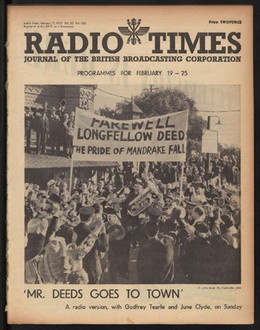 Price TWOPENCE
RADIO TIMES
JOURNAL OF THE BRITISH BROADCASTING CORPORATION
PROGRAMMES FOR FEBRUARY 19 – 25
FAREWELL
LONGFELLOW DEED
THE PRIDE OF MANDRAKE FALL
'MR. DEEDS GOES TO TOWN'
A radio version, with Godfrey Tearle and June Clyde, on Sunday